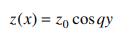 z(x) = z₀ cos qy